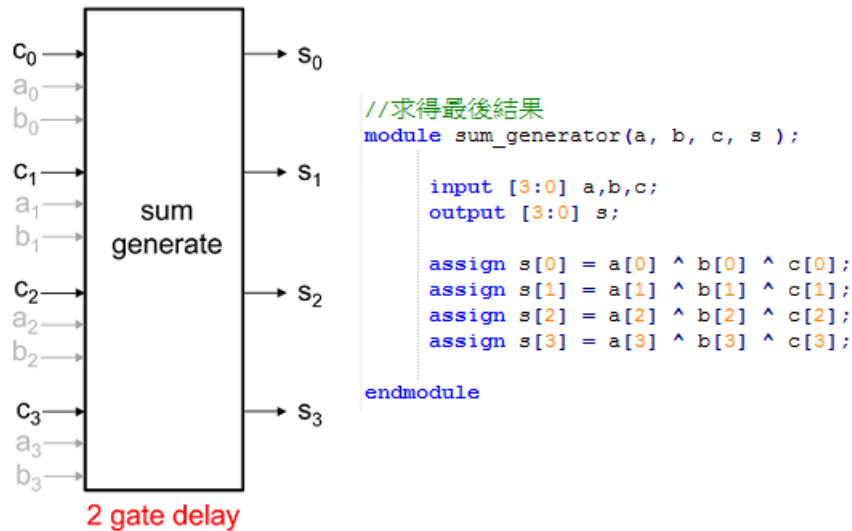 c₀
s₀
a₀
b₀
c₁
s₁
a₁
b₁
sum
generate
c₂
s₂
a₂
b₂
c₃
s₃
a₃
b₃
2 gate delay
//求得最後結果
module sum_generator(a, b, c, s );
input [3:0] a,b,c;
output [3:0] s;
assign s[0] = a[0] ^ b[0] ^ c[0];
assign s[1] = a[1] ^ b[1] ^ c[1];
assign s[2] = a[2] ^ b[2] ^ c[2];
assign s[3] = a[3] ^ b[3] ^ c[3];
endmodule